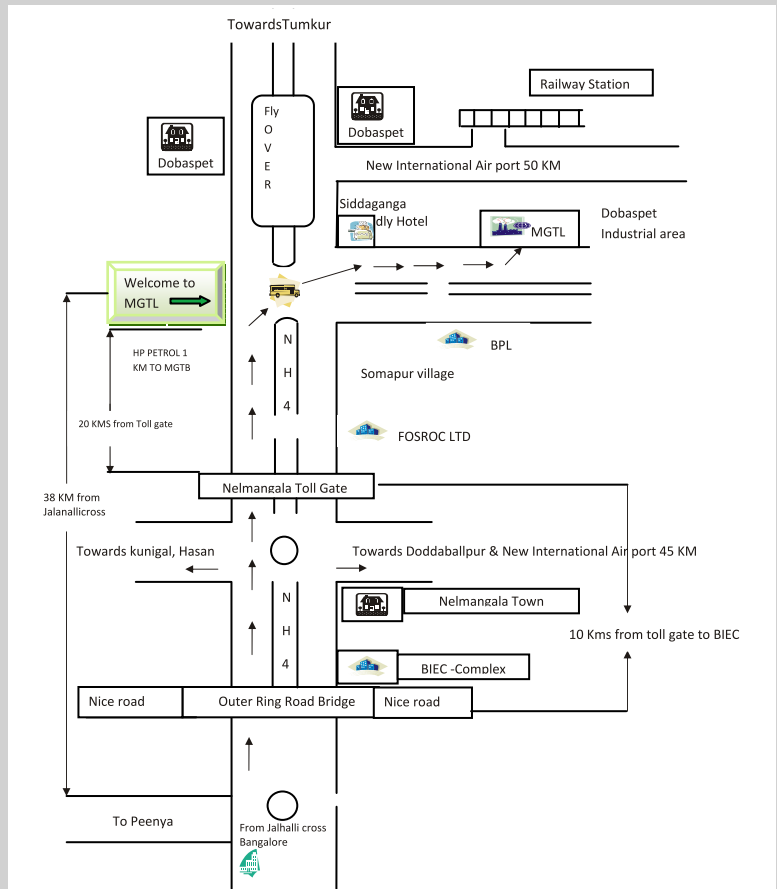 TowardsTumkur
Railway Station
Fly
O
V
E
R
Dobaspet
Dobaspet
New International Air port 50 KM
Siddaganga
dly Hotel
MGTL
Dobaspet
Industrial area
Welcome to
MGTL
HP PETROL 1
KM TO MGTB
N
H
4
BPL
Somapur village
20 KMS from Toll gate
FOSROC LTD
Nelmangala Toll Gate
38 KM from
Jalanallicross
Towards kunigal, Hasan
Towards Doddaballpur & New International Air port 45 KM
N
H
4
Nelmangala Town
10 Kms from toll gate to BIEC
BIEC -Complex
Nice road
Outer Ring Road Bridge
Nice road
To Peenya
From Jalhalli cross
Bangalore